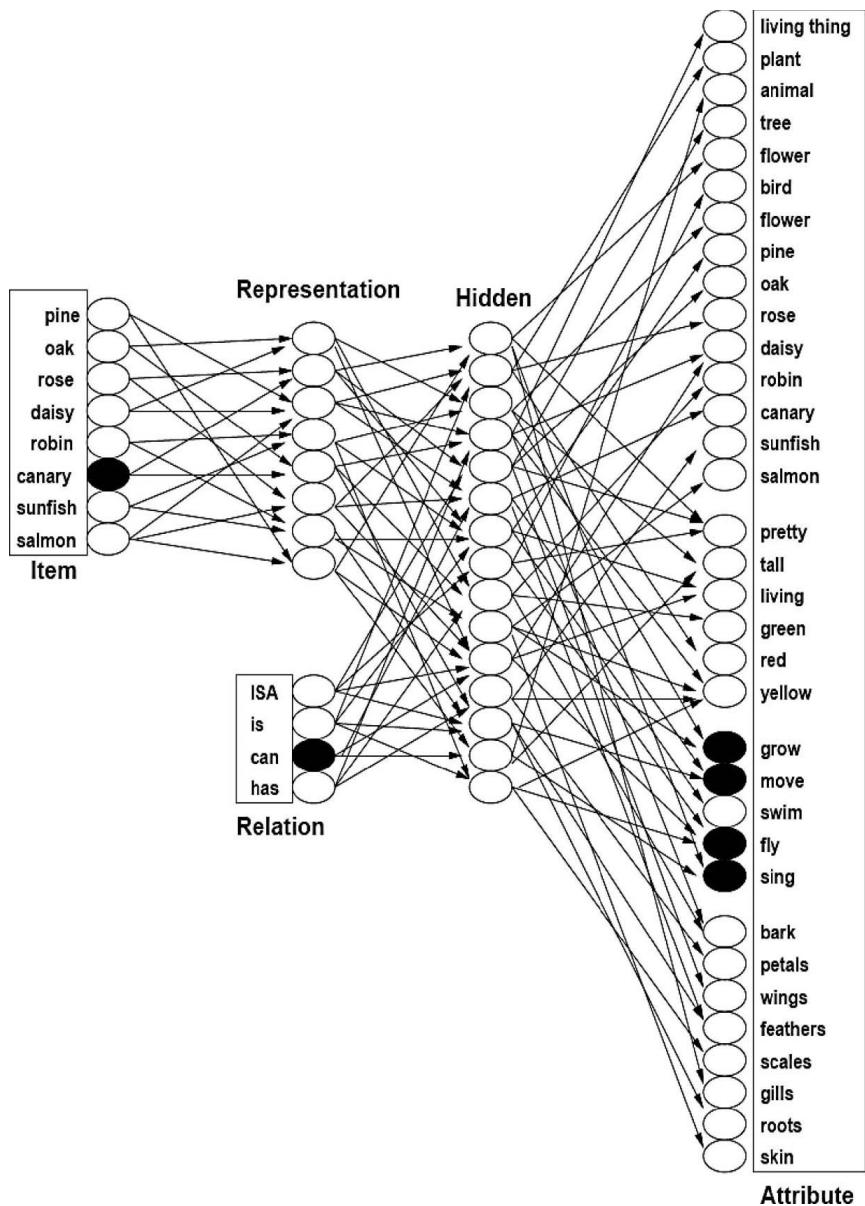 Item
pine
oak
rose
daisy
robin
canary
sunfish
salmon
Representation
Relation
ISA
is
can
has
Hidden
Attribute
living thing
plant
animal
tree
flower
bird
flower
pine
oak
rose
daisy
robin
canary
sunfish
salmon
pretty
tall
living
green
red
yellow
grow
move
swim
fly
sing
bark
petals
wings
feathers
scales
gills
roots
skin